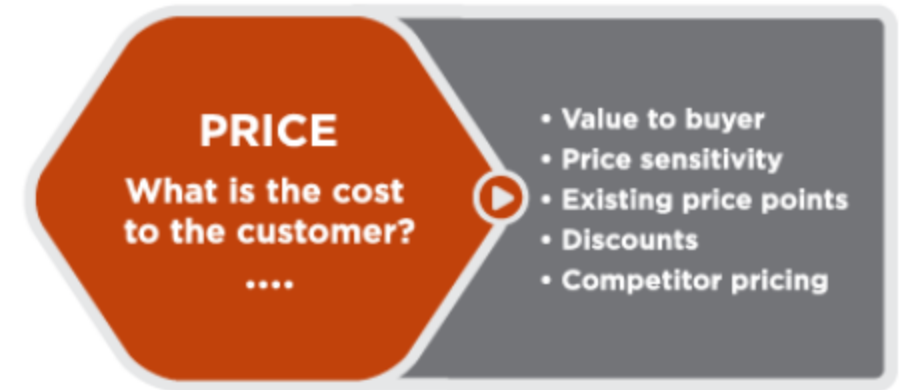 PRICE
What is the cost
to the customer?
....
• Value to buyer
• Price sensitivity
• Existing price points
• Discounts
• Competitor pricing